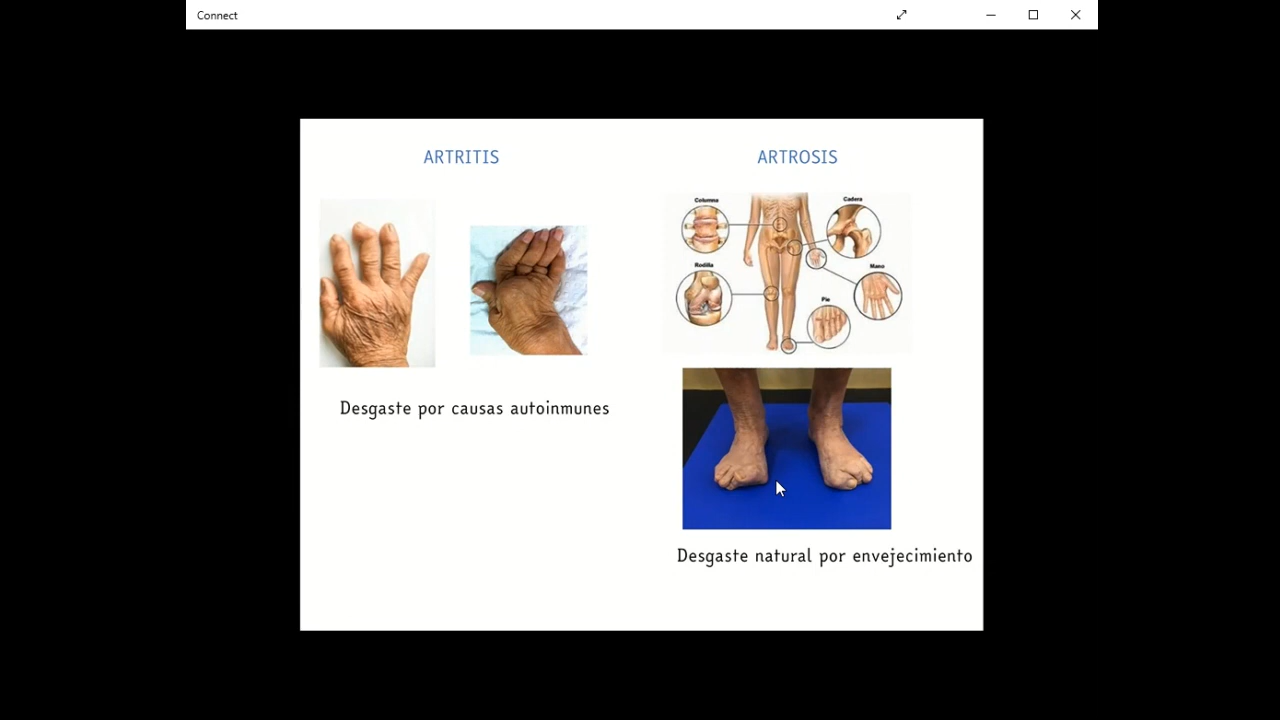 Connect
ARTRITIS
ARTROSIS
Columna
Cadera
Rodilla
Mano
Pie
Desgaste por causas autoinmunes
Desgaste natural por envejecimiento